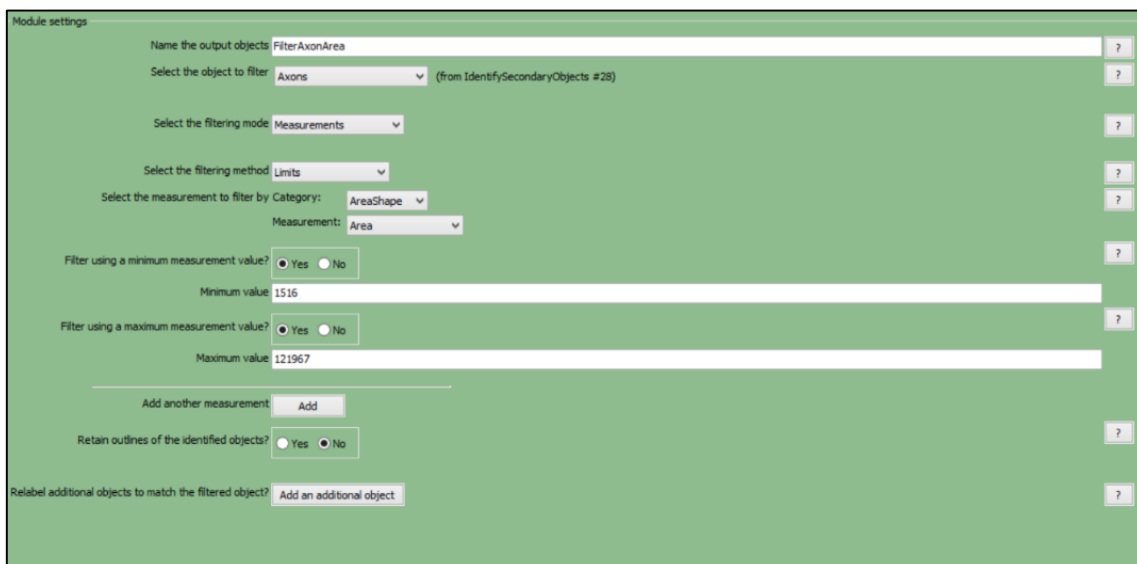 Module settings
Name the output objects FilterAxonArea ?
Select the object to filter Axons (from IdentifySecondaryObjects #28) ?
Select the filtering mode Measurements ?
Select the filtering method Limits ?
Select the measurement to filter by Category: AreaShape ?
Measurement: Area
Filter using a minimum measurement value? Yes No ?
Minimum value 1516
Filter using a maximum measurement value? Yes No ?
Maximum value 121967
Add another measurement Add
Retain outlines of the identified objects? Yes No ?
Relabel additional objects to match the filtered object? Add an additional object ?